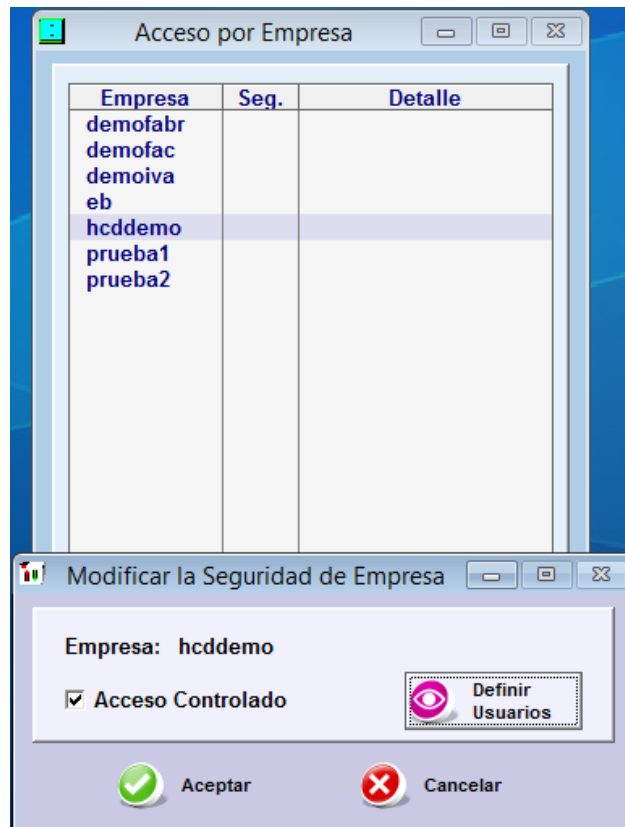 Acceso por Empresa
Empresa Seg. Detalle
demofabr
demofac
demoiva
eb
hcddemo
prueba1
prueba2
Modificar la Seguridad de Empresa
Empresa: hcddemo
Acceso Controlado
Definir
Usuarios
Aceptar Cancelar